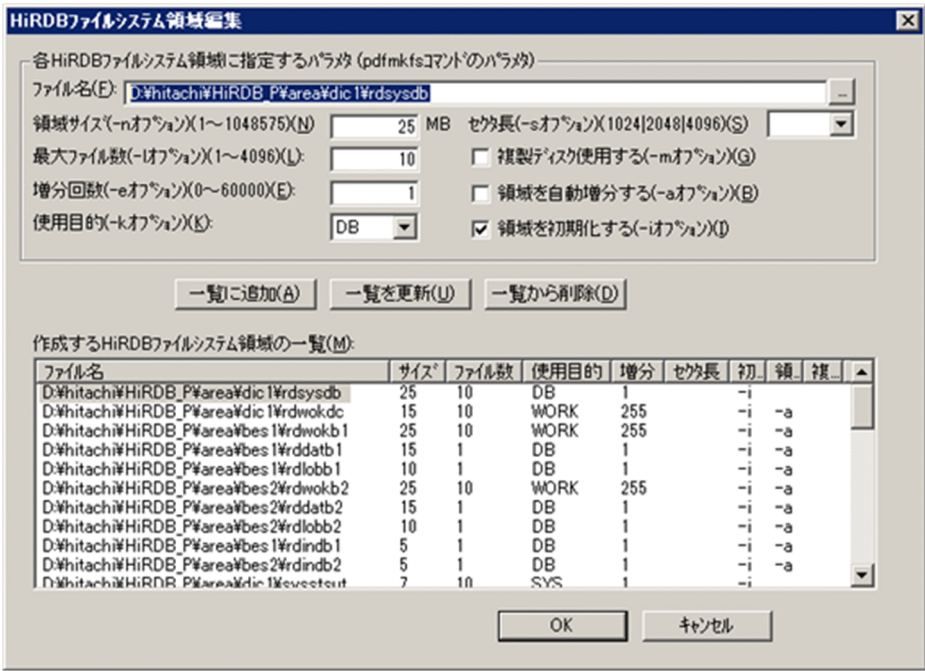 HiRDBファイルシステム領域編集
各HiRDBファイルシステム領域に指定するパラメタ(pdfmkfsコマンドのパラメタ)
ファイル名(F): D:¥hitachi¥HiRDB_P¥area¥dic1¥rdsysdb ...
領域サイズ(-nオプション)(1～1048575)(N) 25 MB セクタ長(-sオプション)(1024|2048|4096)(S)
最大ファイル数(-lオプション)(1～4096)(L): 10 複製ディスク使用する(-mオプション)(G)
増分回数(-eオプション)(0～60000)(E): 1 領域を自動増分する(-aオプション)(B)
使用目的(-kオプション)(K): DB 領域を初期化する(-iオプション)(I)
一覧に追加(A) 一覧を更新(U) 一覧から削除(D)
作成するHiRDBファイルシステム領域の一覧(M):
ファイル名 サイズ ファイル数 使用目的 増分 セクタ長 初... 領... 複...
D:¥hitachi¥HiRDB_P¥area¥dic1¥rdsysdb 25 10 DB 1 -i
D:¥hitachi¥HiRDB_P¥area¥dic1¥rdwokdc 15 10 WORK 255 -i -a
D:¥hitachi¥HiRDB_P¥area¥bes1¥rdwokb1 25 10 WORK 255 -i -a
D:¥hitachi¥HiRDB_P¥area¥bes1¥rddatb1 15 1 DB 1 -i -a
D:¥hitachi¥HiRDB_P¥area¥bes1¥rdlobb1 10 1 DB 1 -i -a
D:¥hitachi¥HiRDB_P¥area¥bes2¥rdwokb2 25 10 WORK 255 -i -a
D:¥hitachi¥HiRDB_P¥area¥bes2¥rddatb2 15 1 DB 1 -i -a
D:¥hitachi¥HiRDB_P¥area¥bes2¥rdlobb2 10 1 DB 1 -i -a
D:¥hitachi¥HiRDB_P¥area¥bes1¥rdindb1 5 1 DB 1 -i -a
D:¥hitachi¥HiRDB_P¥area¥bes2¥rdindb2 5 1 DB 1 -i -a
D:¥hitachi¥HiRDB_P¥area¥dic1¥sysstsut 7 10 SYS 1 -i
OK キャンセル